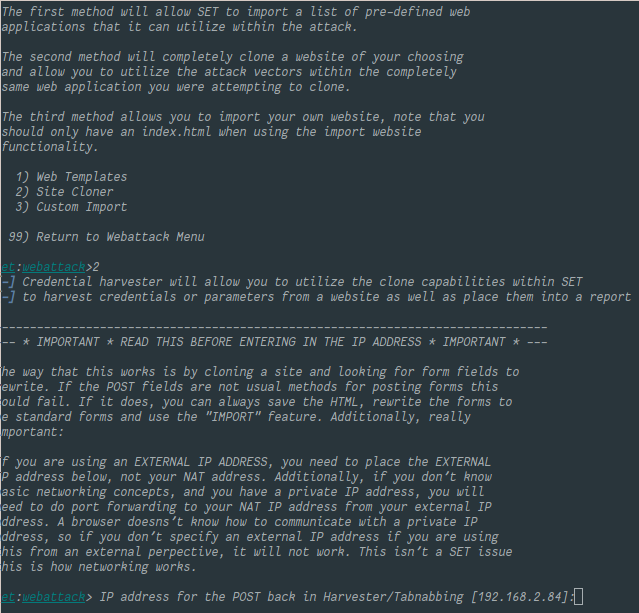 The first method will allow SET to import a list of pre-defined web
applications that it can utilize within the attack.
The second method will completely clone a website of your choosing
and allow you to utilize the attack vectors within the completely
same web application you were attempting to clone.
The third method allows you to import your own website, note that you
should only have an index.html when using the import website
functionality.
1) Web Templates
2) Site Cloner
3) Custom Import
99) Return to Webattack Menu
et:webattack>2
-] Credential harvester will allow you to utilize the clone capabilities within SET
-] to harvest credentials or parameters from a website as well as place them into a report
-------------------------------------------------------------------------------
-- * IMPORTANT * READ THIS BEFORE ENTERING IN THE IP ADDRESS * IMPORTANT * ---
he way that this works is by cloning a site and looking for form fields to
ewrite. If the POST fields are not usual methods for posting forms this
ould fail. If it does, you can always save the HTML, rewrite the forms to
e standard forms and use the "IMPORT" feature. Additionally, really
mportant:
f you are using an EXTERNAL IP ADDRESS, you need to place the EXTERNAL
P address below, not your NAT address. Additionally, if you don't know
asic networking concepts, and you have a private IP address, you will
eed to do port forwarding to your NAT IP address from your external IP
ddress. A browser doesns't know how to communicate with a private IP
ddress, so if you don't specify an external IP address if you are using
his from an external perpective, it will not work. This isn't a SET issue
his is how networking works.
et:webattack> IP address for the POST back in Harvester/Tabnabbing [192.168.2.84]: